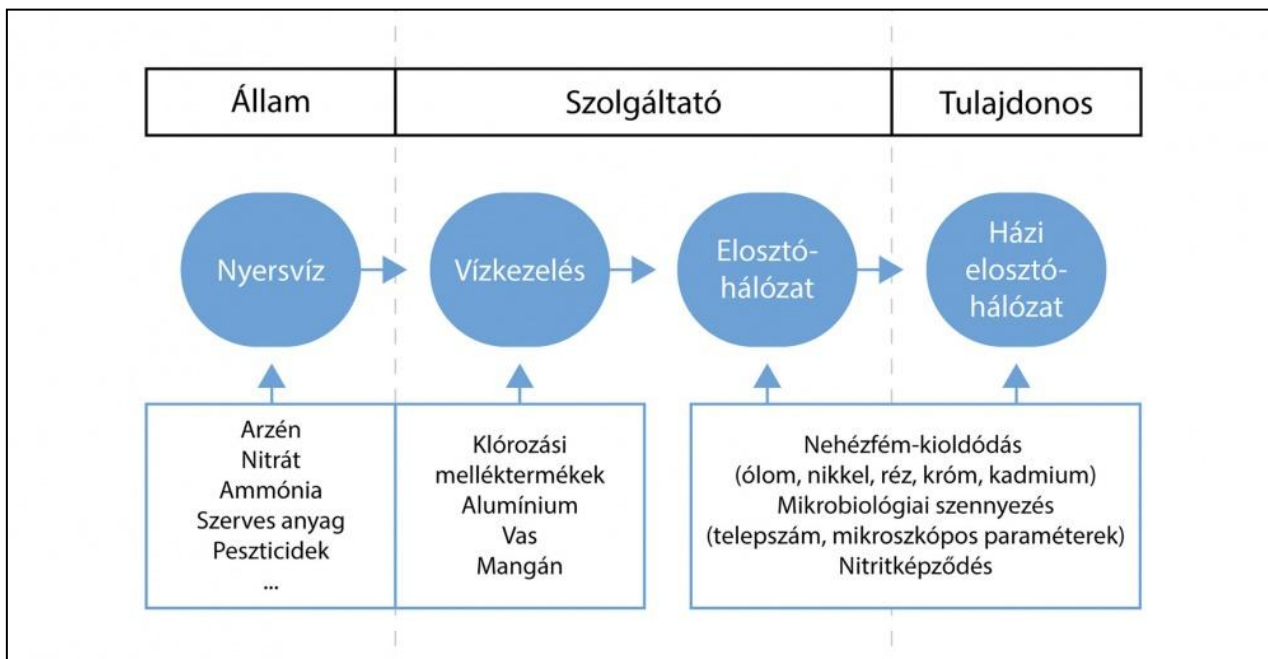 Állam
Szolgáltató
Tulajdonos
Nyersvíz
Vízkezelés
Elosztó-
hálózat
Házi
elosztó-
hálózat
Arzén
Nitrát
Ammónia
Szerves anyag
Peszticidek
...
Klórozási
melléktermékek
Alumínium
Vas
Mangán
Nehézfém-kioldódás
(ólom, nikkel, réz, króm, kadmium)
Mikrobiológiai szennyezés
(telepszám, mikroszkópos paraméterek)
Nitritképződés